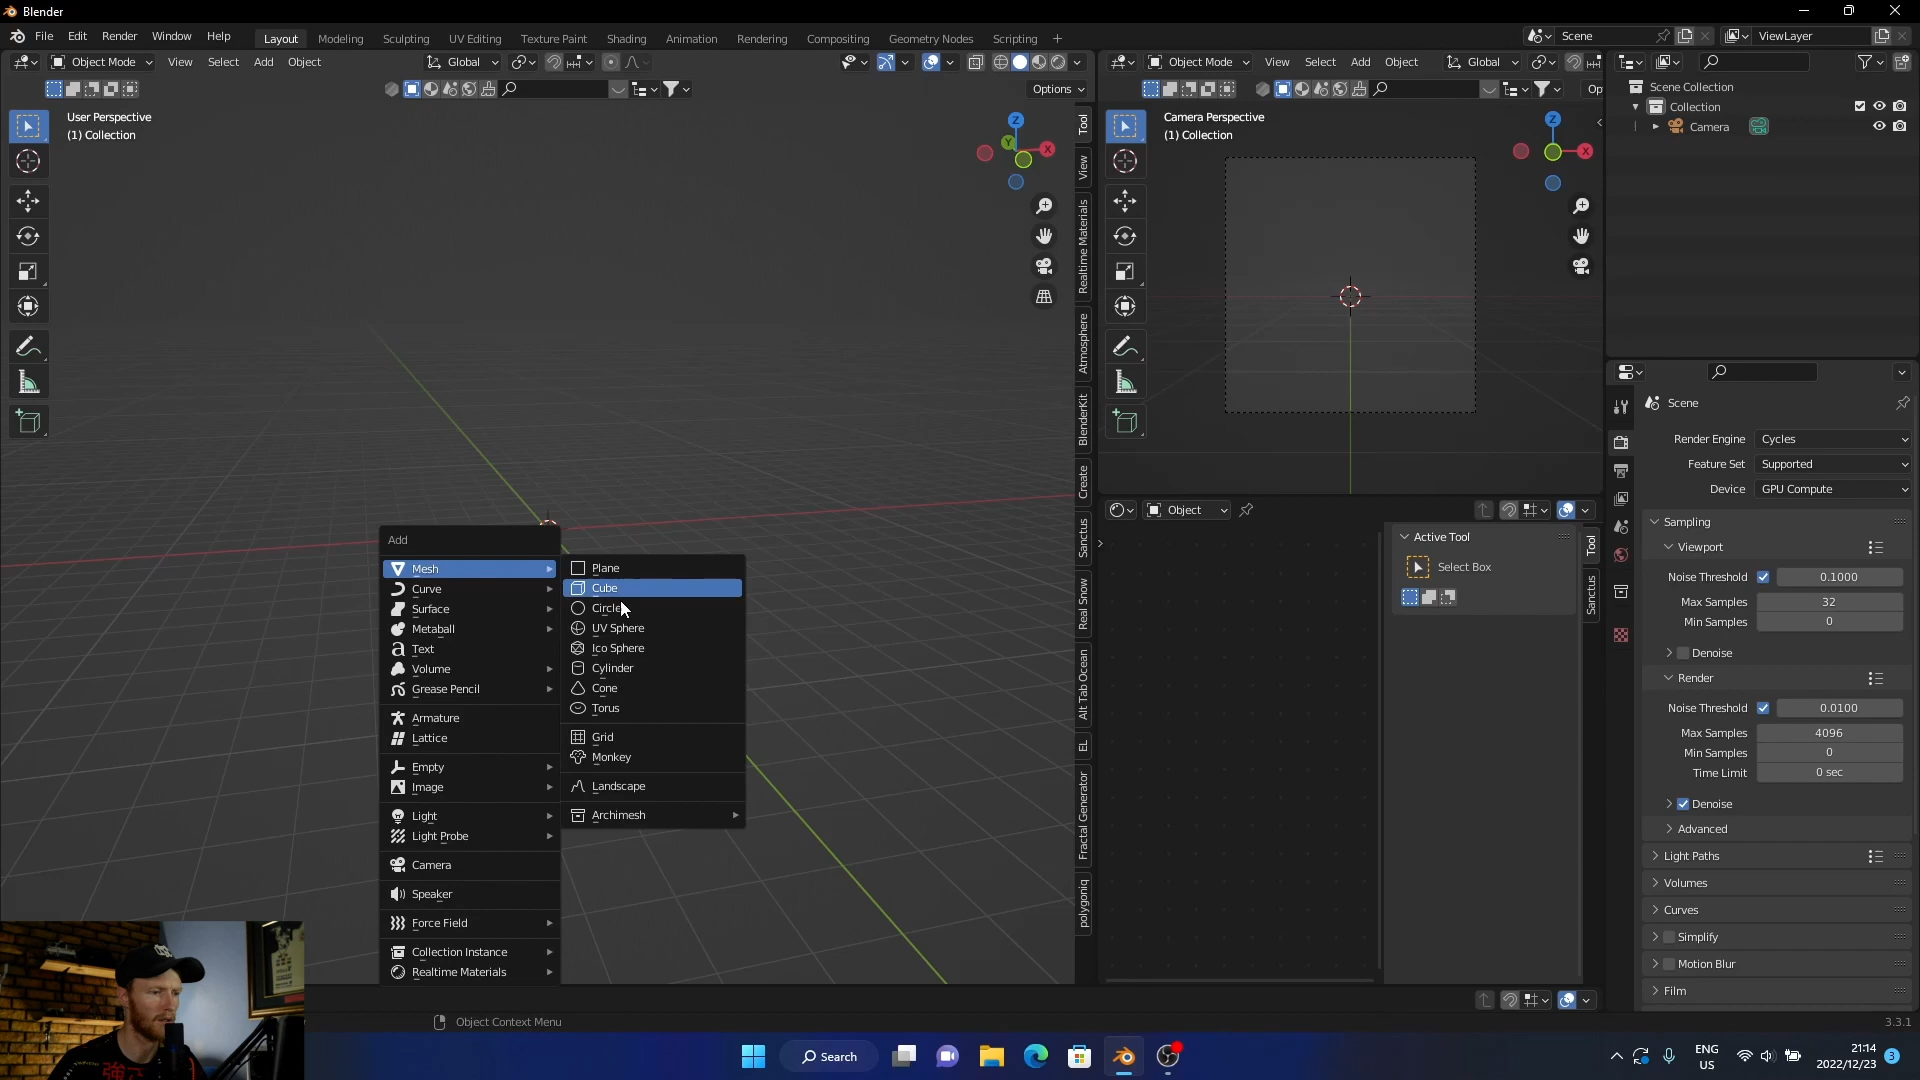 Blender
File Edit Render Window Help
Layout Modeling Sculpting UV Editing Texture Paint Shading Animation Rendering Compositing Geometry Nodes Scripting +
Scene
ViewLayer
Object Mode View Select Add Object
Global
Options
Object Mode View Select Add Object
Global
Op
User Perspective
(1) Collection
Z
Y
X
Tool
View
Realtime Materials
Atmosphere
BlenderKit
Create
Sanctus
Real Snow
Alt Tab Ocean
EL
Fractal Generator
polygoniq
Camera Perspective
(1) Collection
Z
X
Scene Collection
Collection
Camera
Add
Mesh
Curve
Surface
Metaball
Text
Volume
Grease Pencil
Armature
Lattice
Empty
Image
Light
Light Probe
Camera
Speaker
Force Field
Collection Instance
Realtime Materials
Plane
Cube
Circle
UV Sphere
Ico Sphere
Cylinder
Cone
Torus
Grid
Monkey
Landscape
Archimesh
Object
Active Tool
Select Box
Tool
Sanctus
Scene
Render Engine Cycles
Feature Set Supported
Device GPU Compute
Sampling
Viewport
Noise Threshold 0.1000
Max Samples 32
Min Samples 0
Denoise
Render
Noise Threshold 0.0100
Max Samples 4096
Min Samples 0
Time Limit 0 sec
Denoise
Advanced
Light Paths
Volumes
Curves
Simplify
Motion Blur
Film
Object Context Menu
3.3.1
Search
ENG
US
21:14
2022/12/23
3